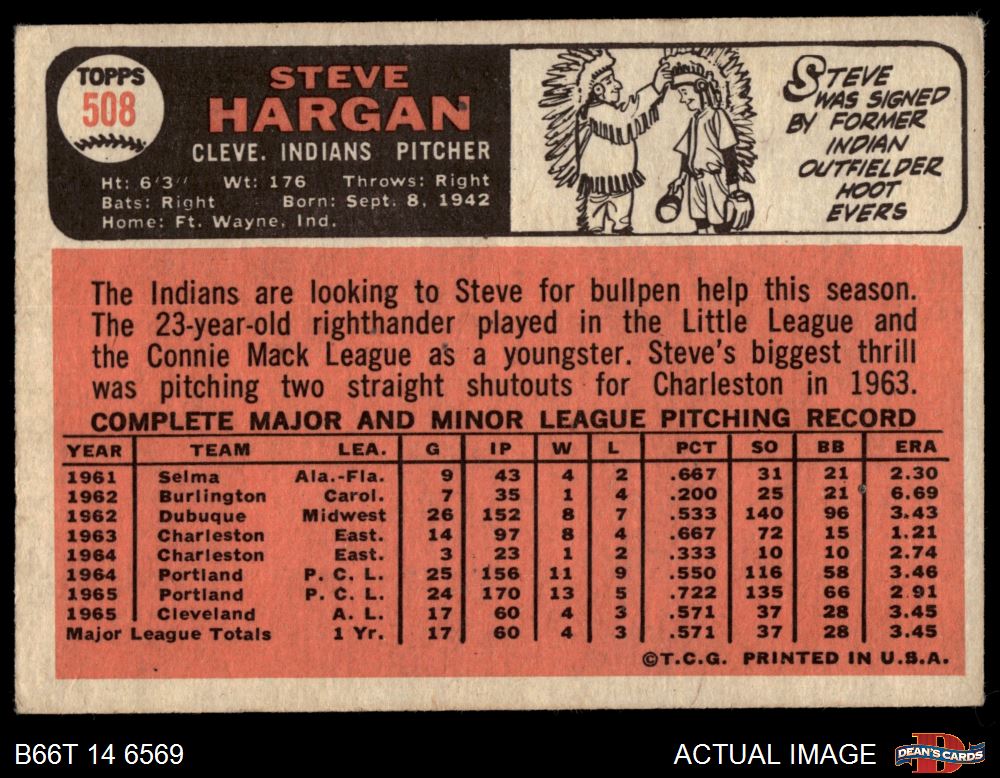 TOPPS
508
STEVE
HARGAN
CLEVE. INDIANS PITCHER
Ht: 6'3" Wt: 176 Throws: Right
Bats: Right Born: Sept. 8, 1942
Home: Ft. Wayne, Ind.
STEVE
WAS SIGNED
BY FORMER
INDIAN
OUTFIELDER
HOOT
EVERS
The Indians are looking to Steve for bullpen help this season.
The 23-year-old righthander played in the Little League and
the Connie Mack League as a youngster. Steve's biggest thrill
was pitching two straight shutouts for Charleston in 1963.
COMPLETE MAJOR AND MINOR LEAGUE PITCHING RECORD
YEAR TEAM LEA. G IP W L PCT SO BB ERA
1961 Selma Ala.-Fla. 9 43 4 2 .667 31 21 2.30
1962 Burlington Carol. 7 35 1 4 .200 25 21 6.69
1962 Dubuque Midwest 26 152 8 7 .533 140 96 3.43
1963 Charleston East. 14 97 8 4 .667 72 15 1.21
1964 Charleston East. 3 23 1 2 .333 10 10 2.74
1964 Portland P. C. L. 25 156 11 9 .550 116 58 3.46
1965 Portland P. C. L. 24 170 13 5 .722 135 66 2.91
1965 Cleveland A. L. 17 60 4 3 .571 37 28 3.45
Major League Totals 1 Yr. 17 60 4 3 .571 37 28 3.45
©T.C.G. PRINTED IN U.S.A.
B66T 14 6569
ACTUAL IMAGE
D
DEAN'S CARDS